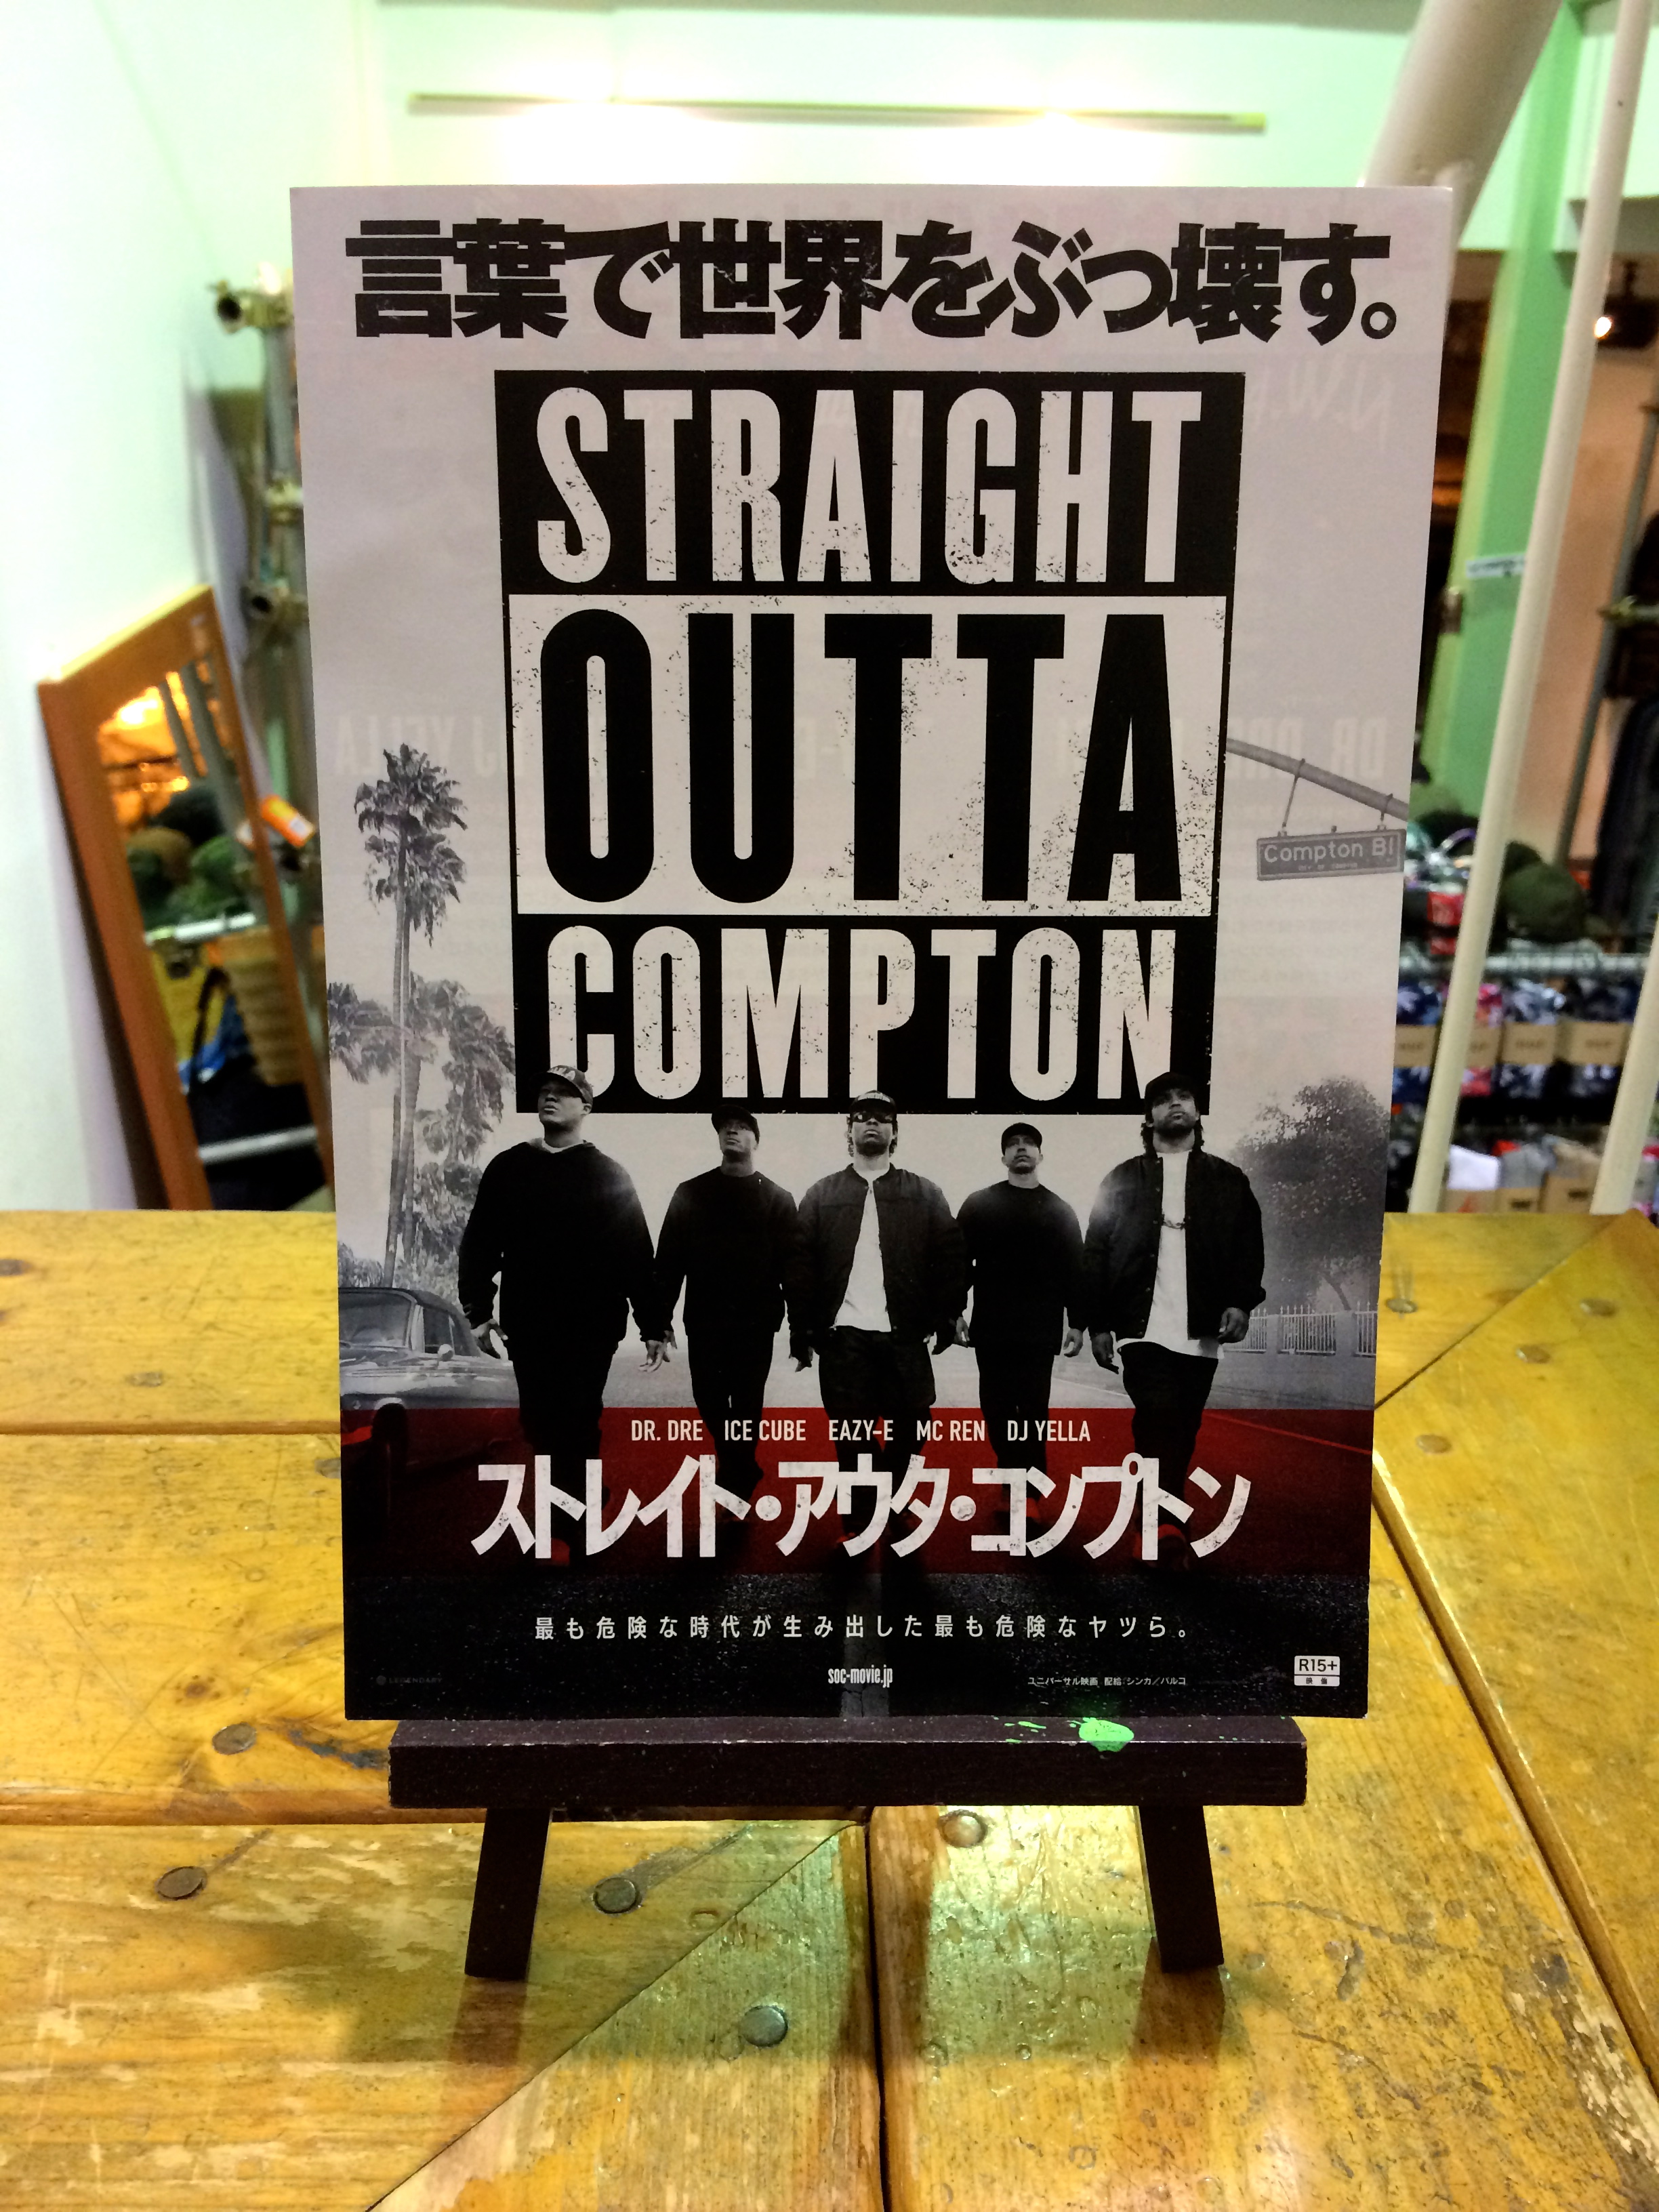 言葉で世界をぶっ壊す。
STRAIGHT
OUTTA
COMPTON
Compton Bl
DR. DRE ICE CUBE EAZY-E MC REN DJ YELLA
ストレイト・アウタ・コンプトン
最も危険な時代が生み出した最も危険なヤツら。
LEGENDARY
soc-movie.jp
ユニバーサル映画 配給:シンカ/パルコ
R15+
映倫